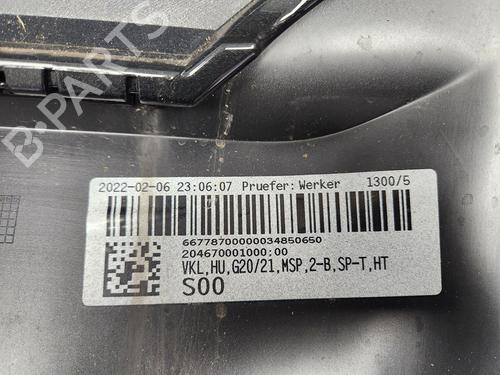 B-PARTS
2022-02-06 23:06:07 Pruefer:Werker 1300/5
66778700000034850650
204670001000;00
VKL,HU,G20/21,MSP,2-B,SP-T,HT
S00